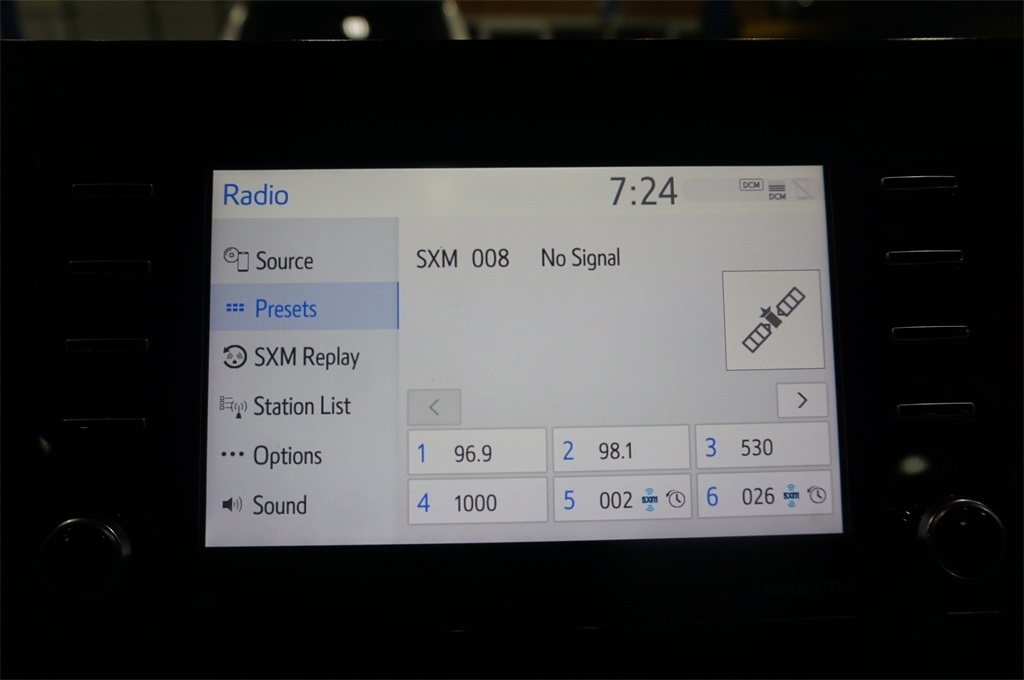 Radio
7:24
DCM
DCM
Source
Presets
SXM Replay
Station List
Options
Sound
SXM 008 No Signal
<
>
1 96.9
2 98.1
3 530
4 1000
5 002 sxm
6 026 sxm